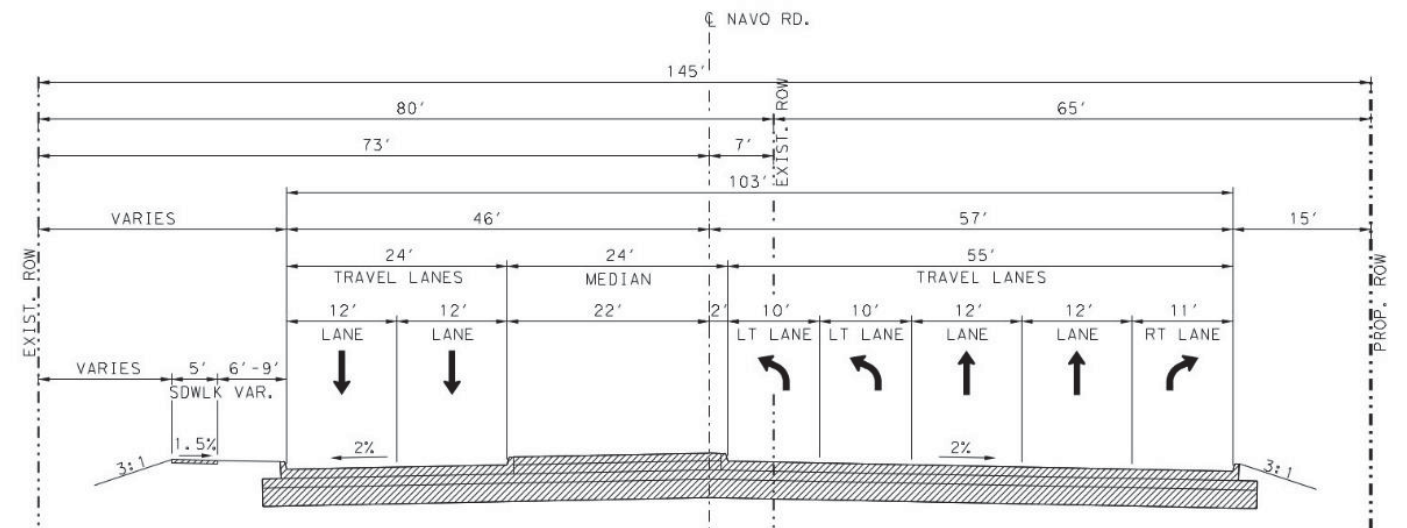 ℄ NAVO RD.
145'
80' 65'
73' 7'
EXIST. ROW
103'
VARIES 46' 57' 15'
24' 24' 55'
TRAVEL LANES MEDIAN TRAVEL LANES
12' 12' 22' 2' 10' 10' 12' 12' 11'
LANE LANE LT LANE LT LANE LANE LANE RT LANE
EXIST. ROW
PROP. ROW
VARIES 5' 6'-9'
SDWLK VAR.
1.5% 2% 2%
3:1 3:1